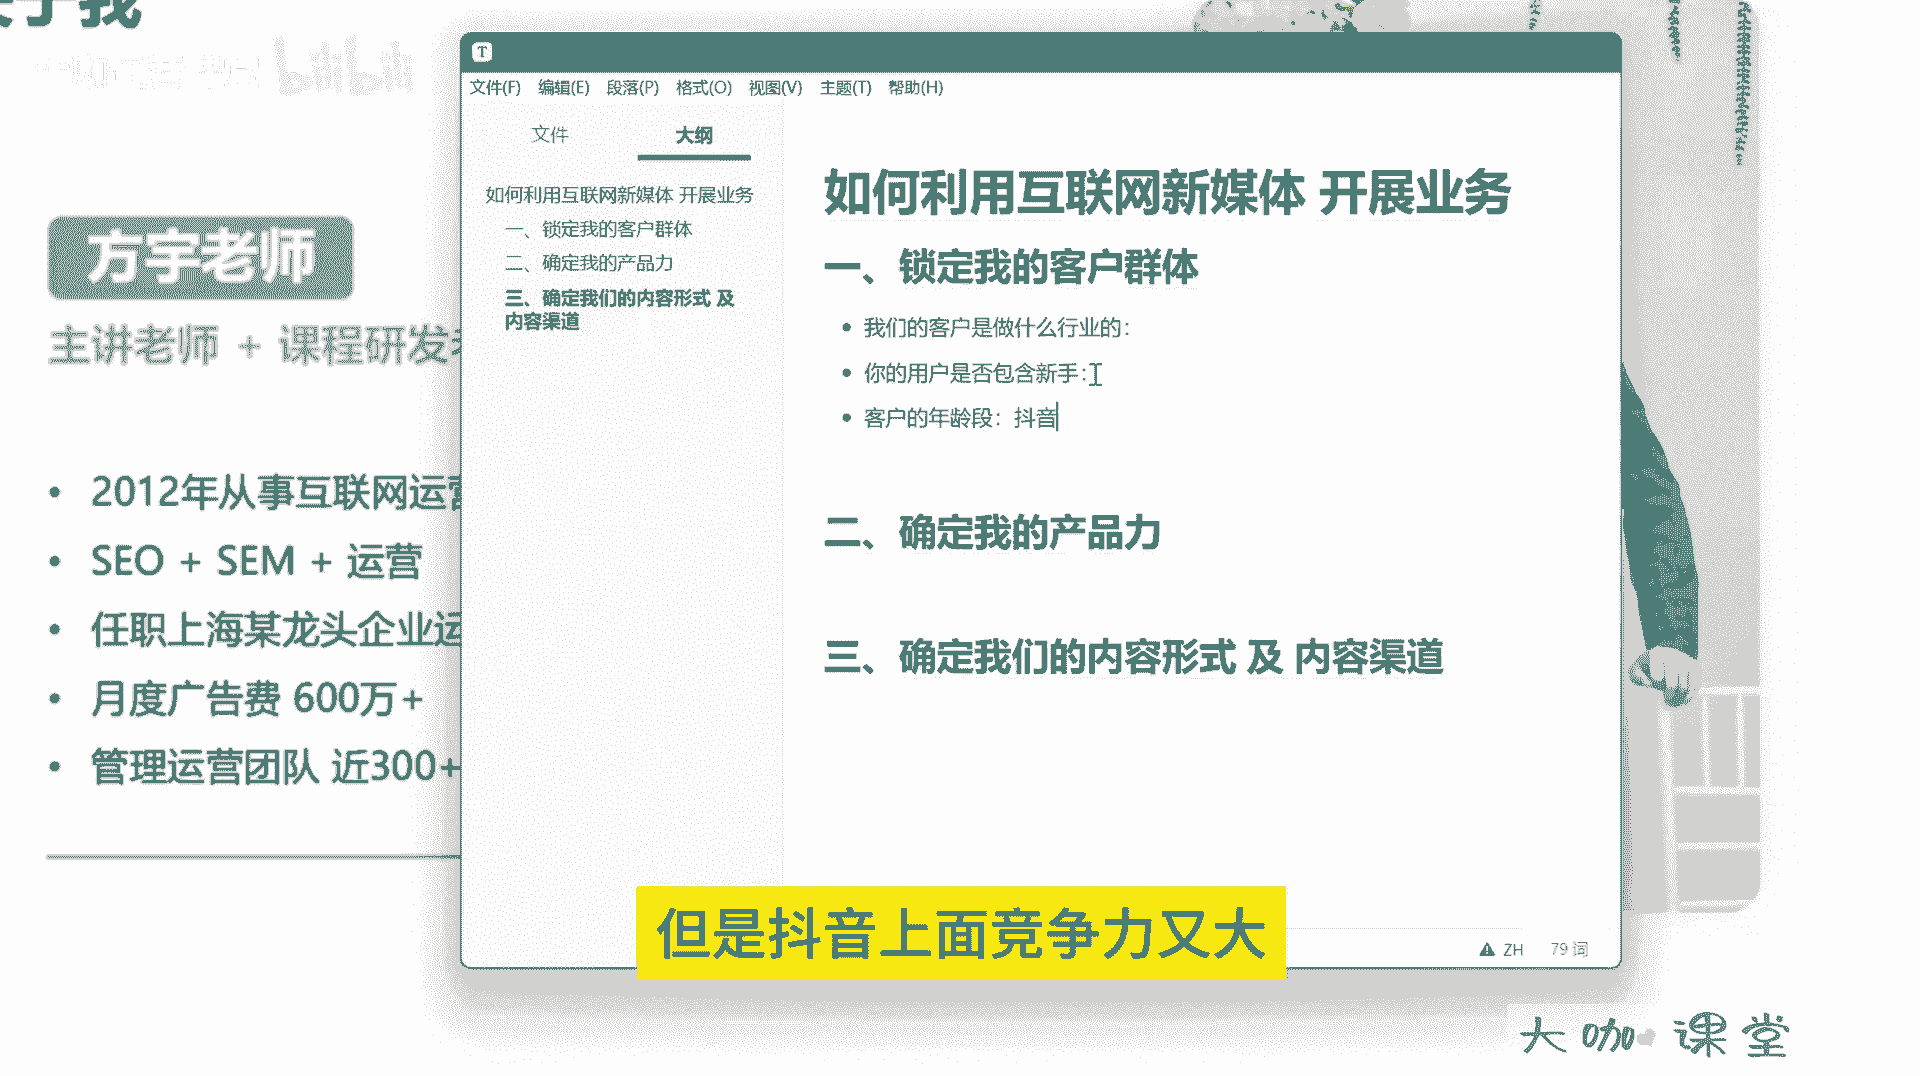 关于我
bilibili
方宇老师
主讲老师 + 课程研发
2012年从事互联网运营
SEO + SEM + 运营
任职上海某龙头企业运
月度广告费 600万+
管理运营团队 近300+
T
文件(F) 编辑(E) 段落(P) 格式(O) 视图(V) 主题(T) 帮助(H)
文件 大纲
如何利用互联网新媒体 开展业务
一、锁定我的客户群体
二、确定我的产品力
三、确定我们的内容形式 及
内容渠道
如何利用互联网新媒体 开展业务
一、锁定我的客户群体
我们的客户是做什么行业的：
你的用户是否包含新手：
客户的年龄段：抖音
二、确定我的产品力
三、确定我们的内容形式 及 内容渠道
ZH 79 词
但是抖音上面竞争力又大
大咖课堂